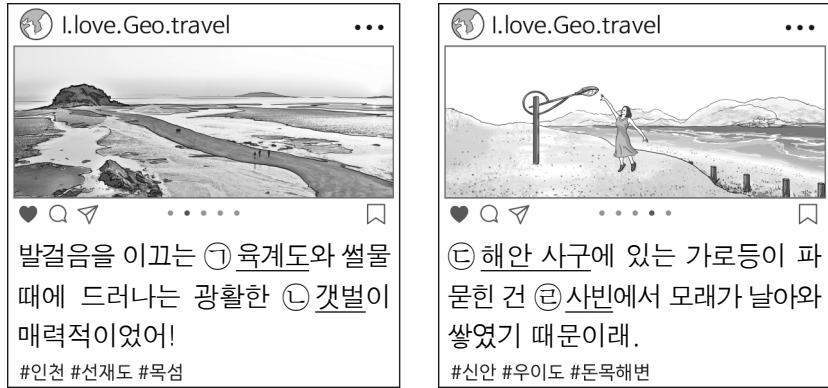 I.love.Geo.travel
발걸음을 이끄는 ㉠ 육계도와 썰물
때에 드러나는 광활한 ㉡ 갯벌이
매력적이었어!
#인천 #선재도 #목섬
I.love.Geo.travel
㉢ 해안 사구에 있는 가로등이 파
묻힌 건 ㉣ 사빈에서 모래가 날아와
쌓였기 때문이래.
#신안 #우이도 #돈목해변